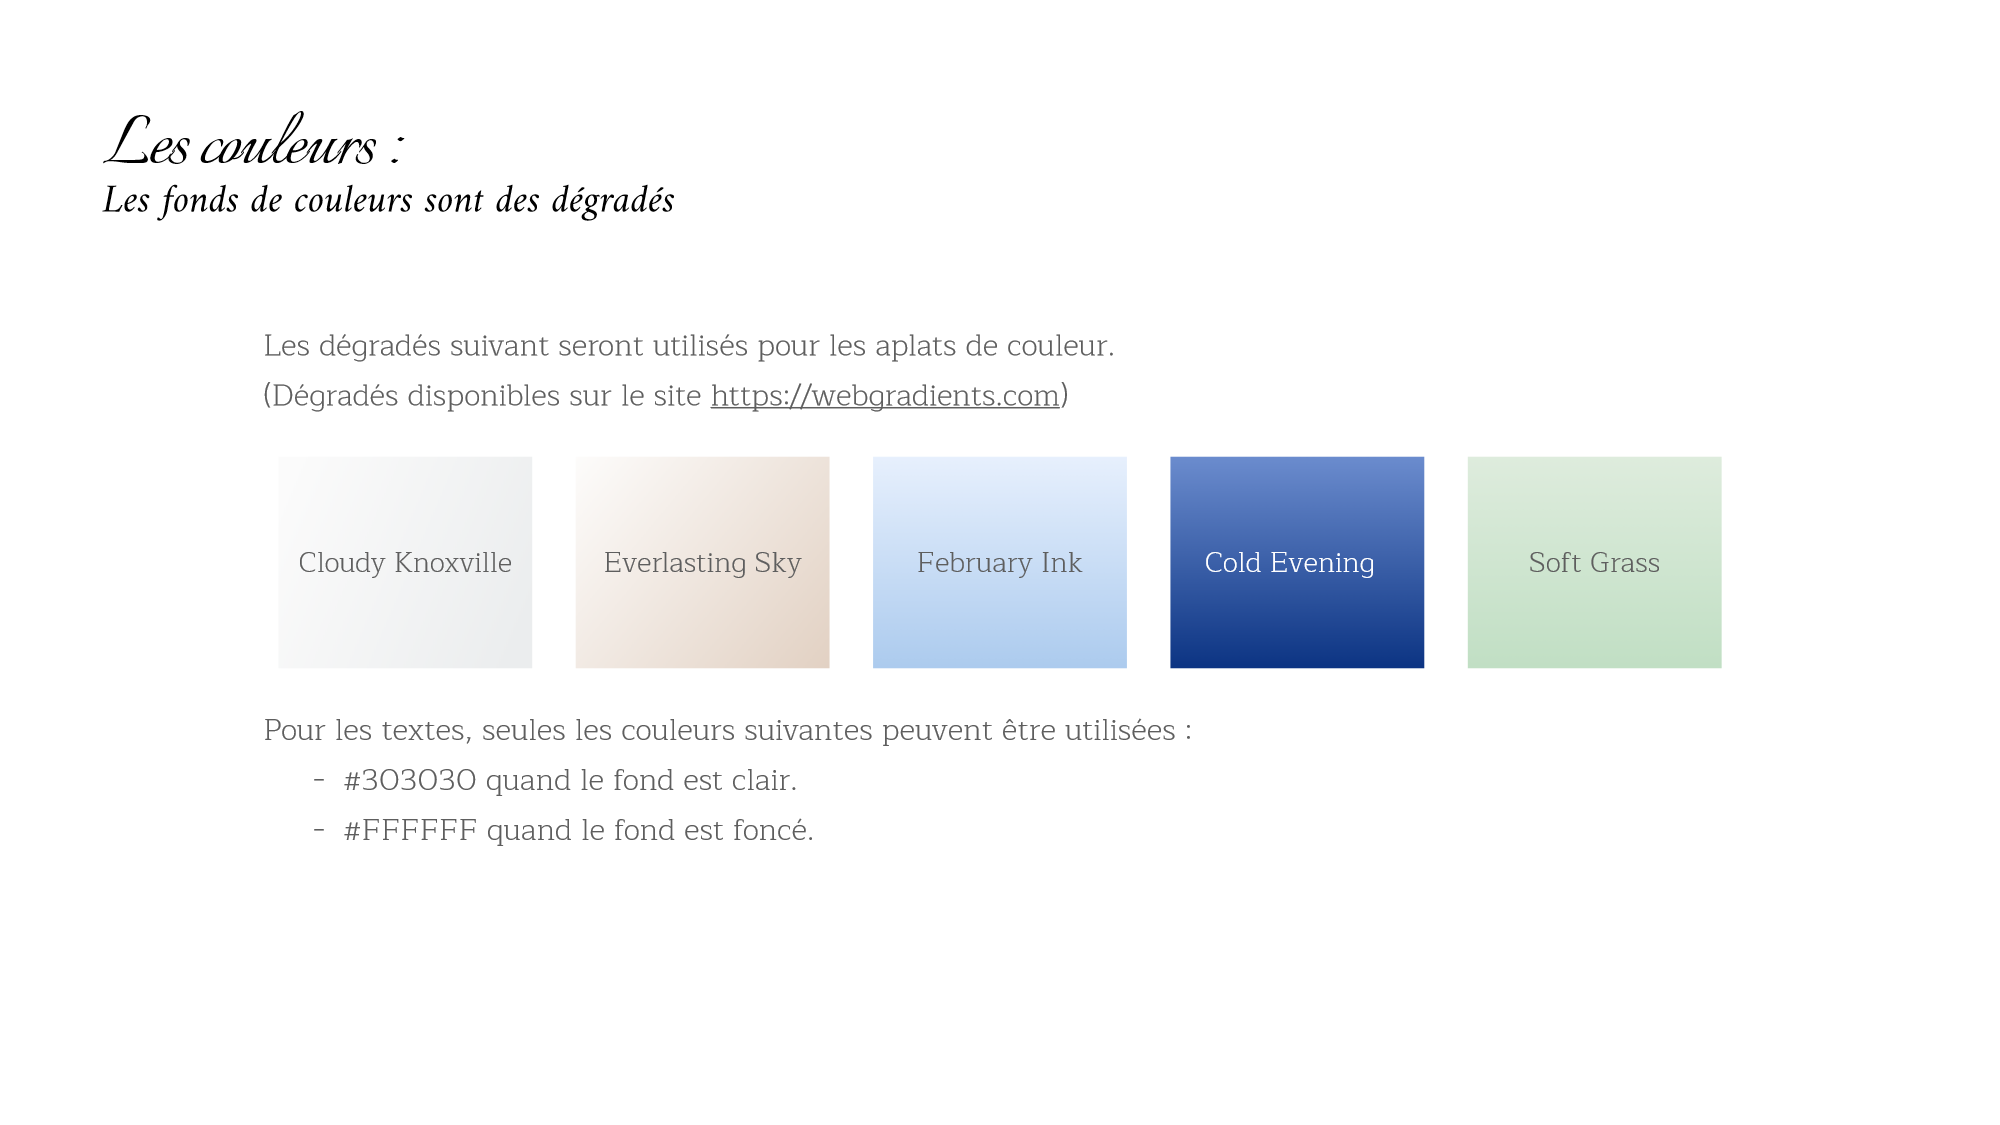 Les couleurs :
Les fonds de couleurs sont des dégradés
Les dégradés suivant seront utilisés pour les aplats de couleur.
(Dégradés disponibles sur le site https://webgradients.com)
Cloudy Knoxville
Everlasting Sky
February Ink
Cold Evening
Soft Grass
Pour les textes, seules les couleurs suivantes peuvent être utilisées :
- #303030 quand le fond est clair.
- #FFFFFF quand le fond est foncé.